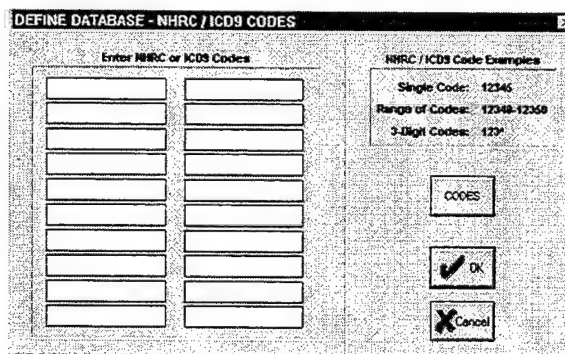 DEFINE DATABASE - NHRC / ICD9 CODES
Enter NHRC or ICD9 Codes
NHRC / ICD9 Code Examples
Single Code: 12345
Range of Codes: 12340-12350
3-Digit Codes: 123*
CODES
OK
Cancel